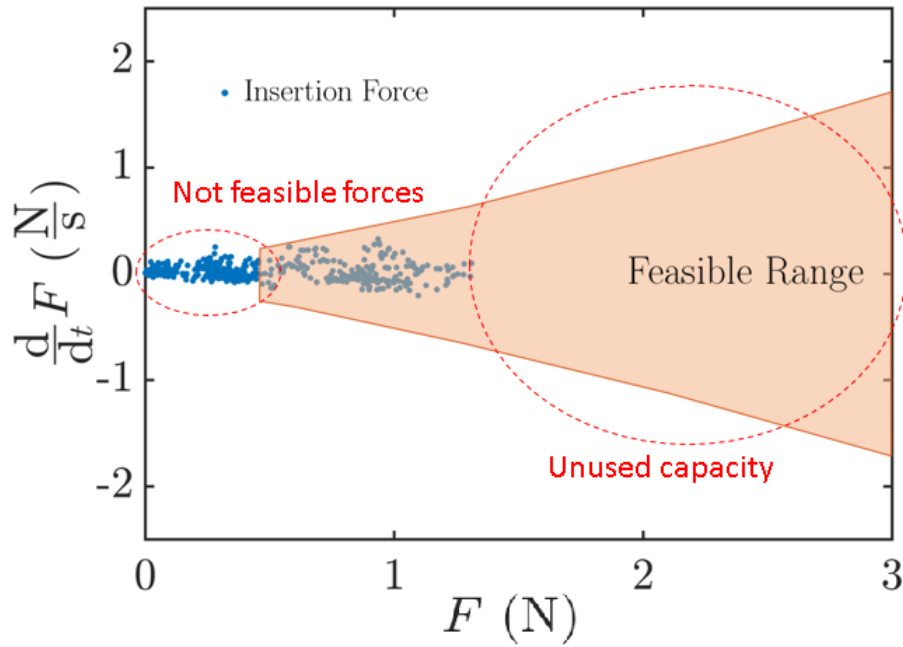 2
Insertion Force
1
Not feasible forces
0
Feasible Range
-1
Unused capacity
-2
0 1 2 3
F (N)
d/dt F (N/s)